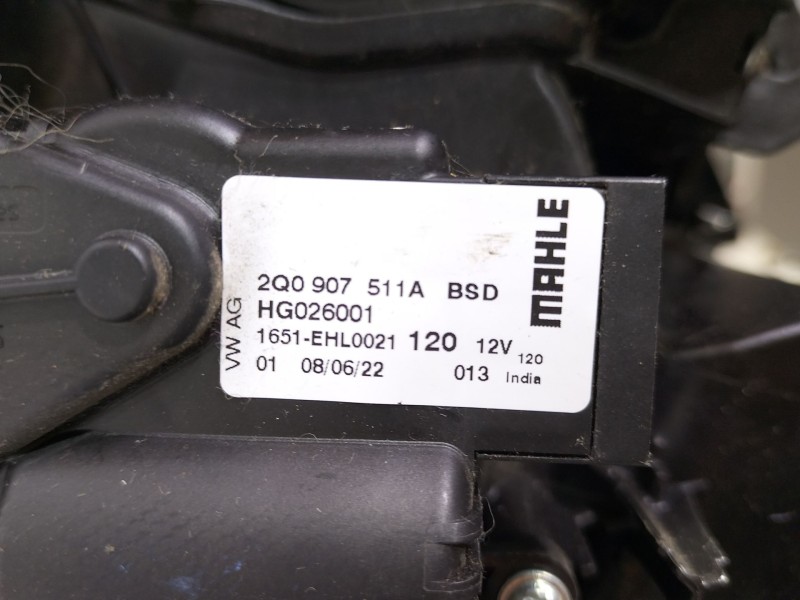 MAHLE
VW AG
2Q0 907 511A BSD
HG026001
1651-EHL0021 120 12V 120
01 08/06/22 013 India